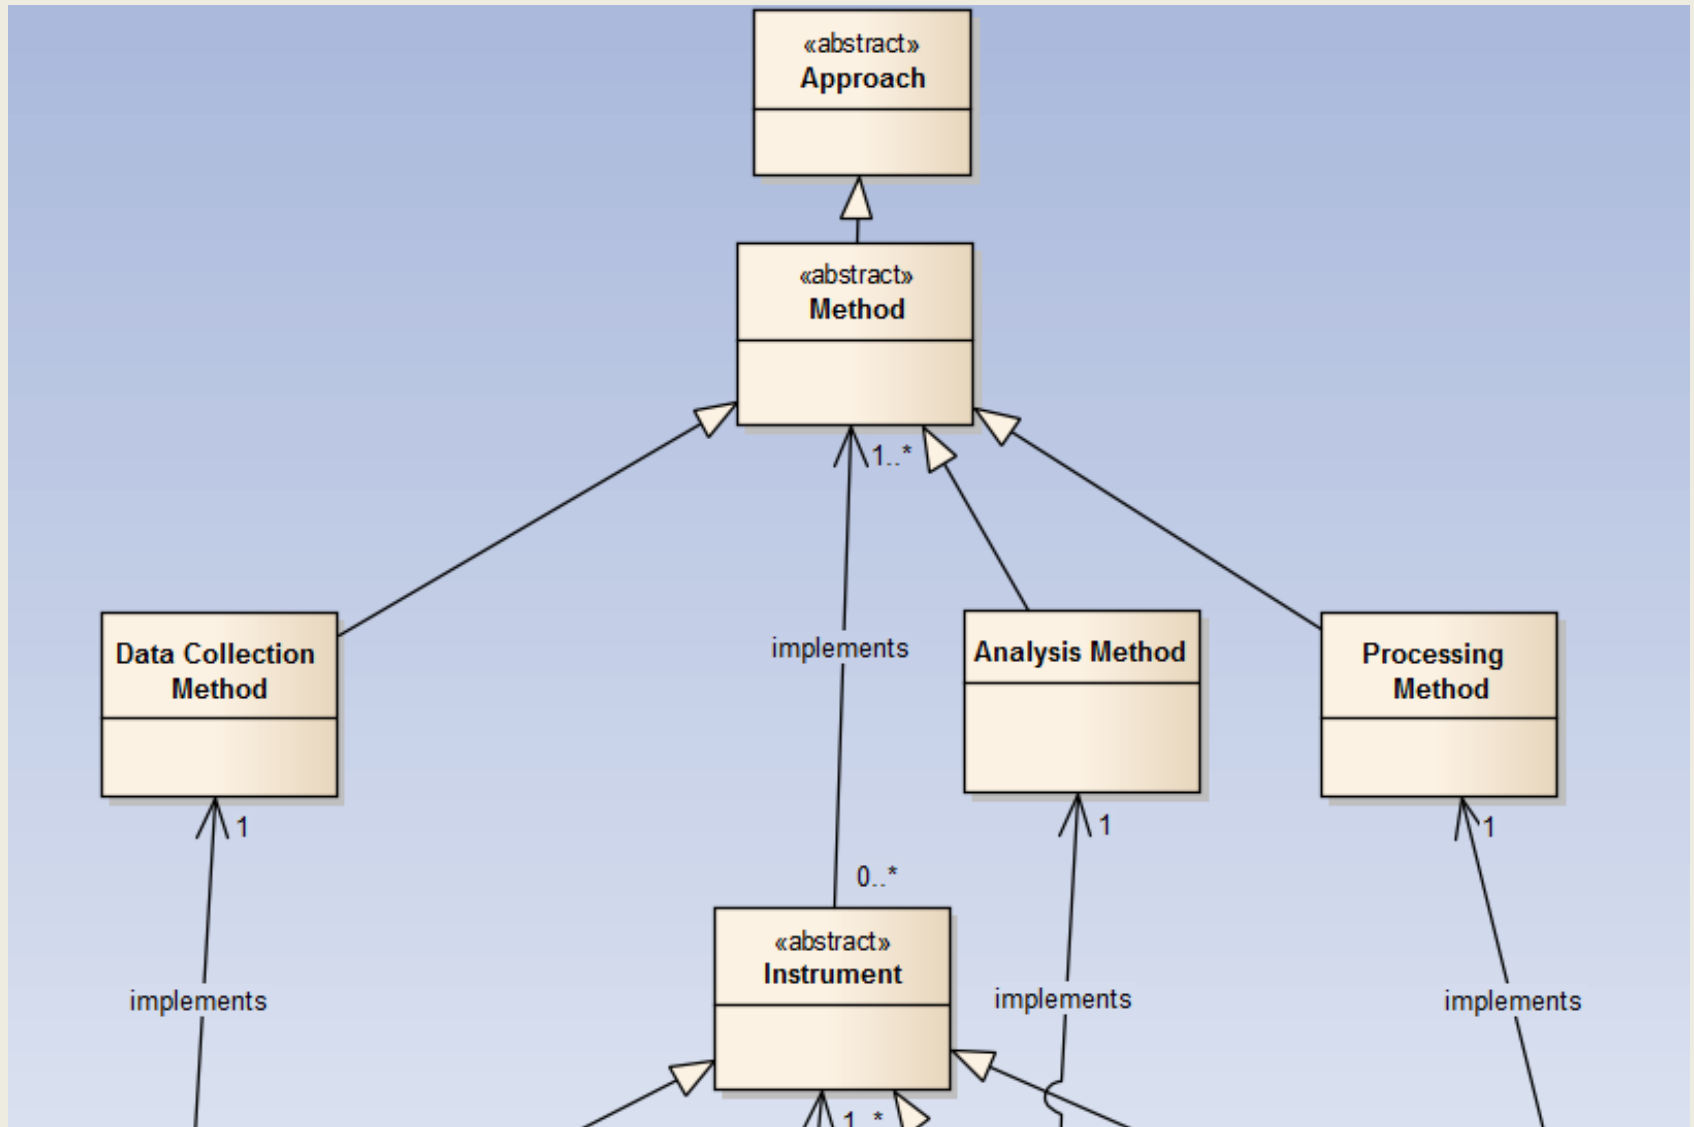 «abstract»
Approach
«abstract»
Method
1..*
Data Collection
Method
implements
Analysis Method
Processing
Method
1
1
1
0..*
«abstract»
Instrument
implements
implements
implements
1..*